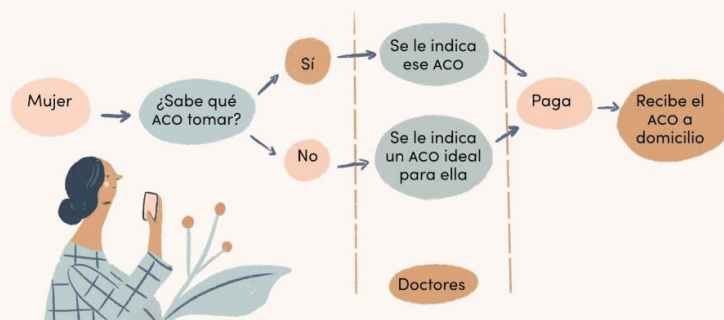 Mujer
¿Sabe qué
ACO tomar?
Sí
No
Se le indica
ese ACO
Se le indica
un ACO ideal
para ella
Doctores
Paga
Recibe el
ACO a
domicilio